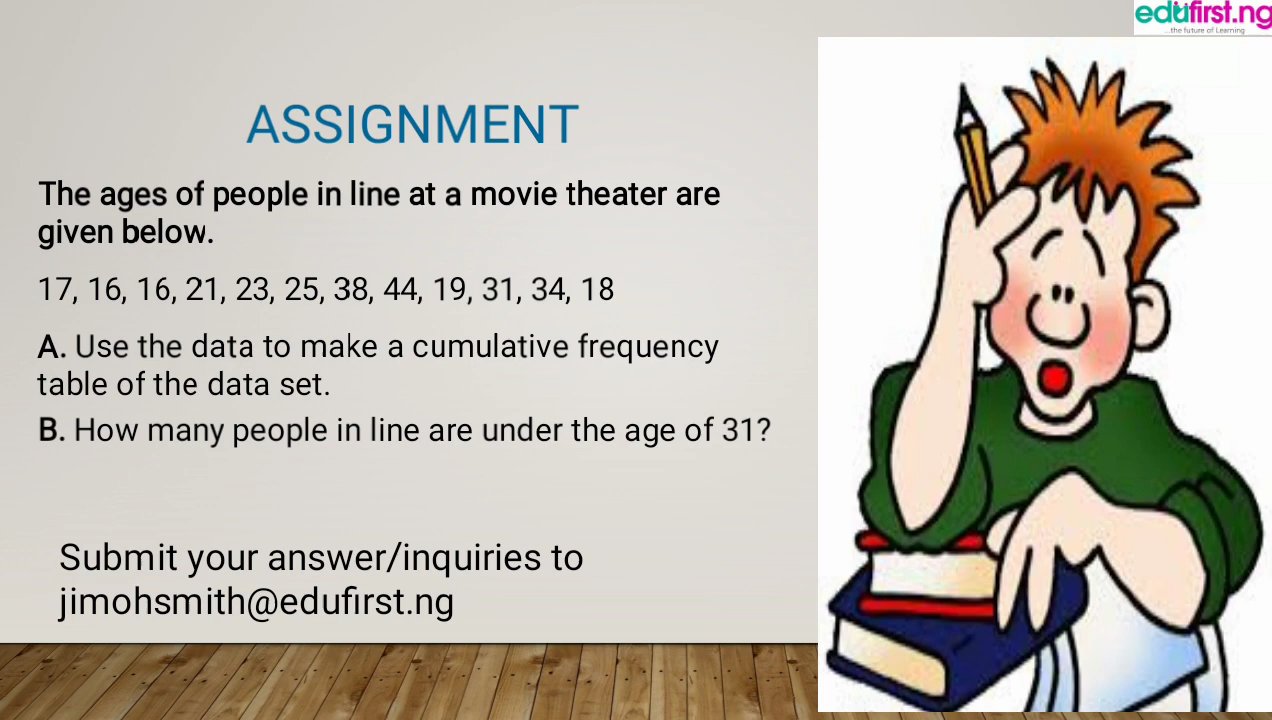 edufirst.ng
...the future of Learning
ASSIGNMENT
The ages of people in line at a movie theater are
given below.
17, 16, 16, 21, 23, 25, 38, 44, 19, 31, 34, 18
A. Use the data to make a cumulative frequency
table of the data set.
B. How many people in line are under the age of 31?
Submit your answer/inquiries to
jimohsmith@edufirst.ng